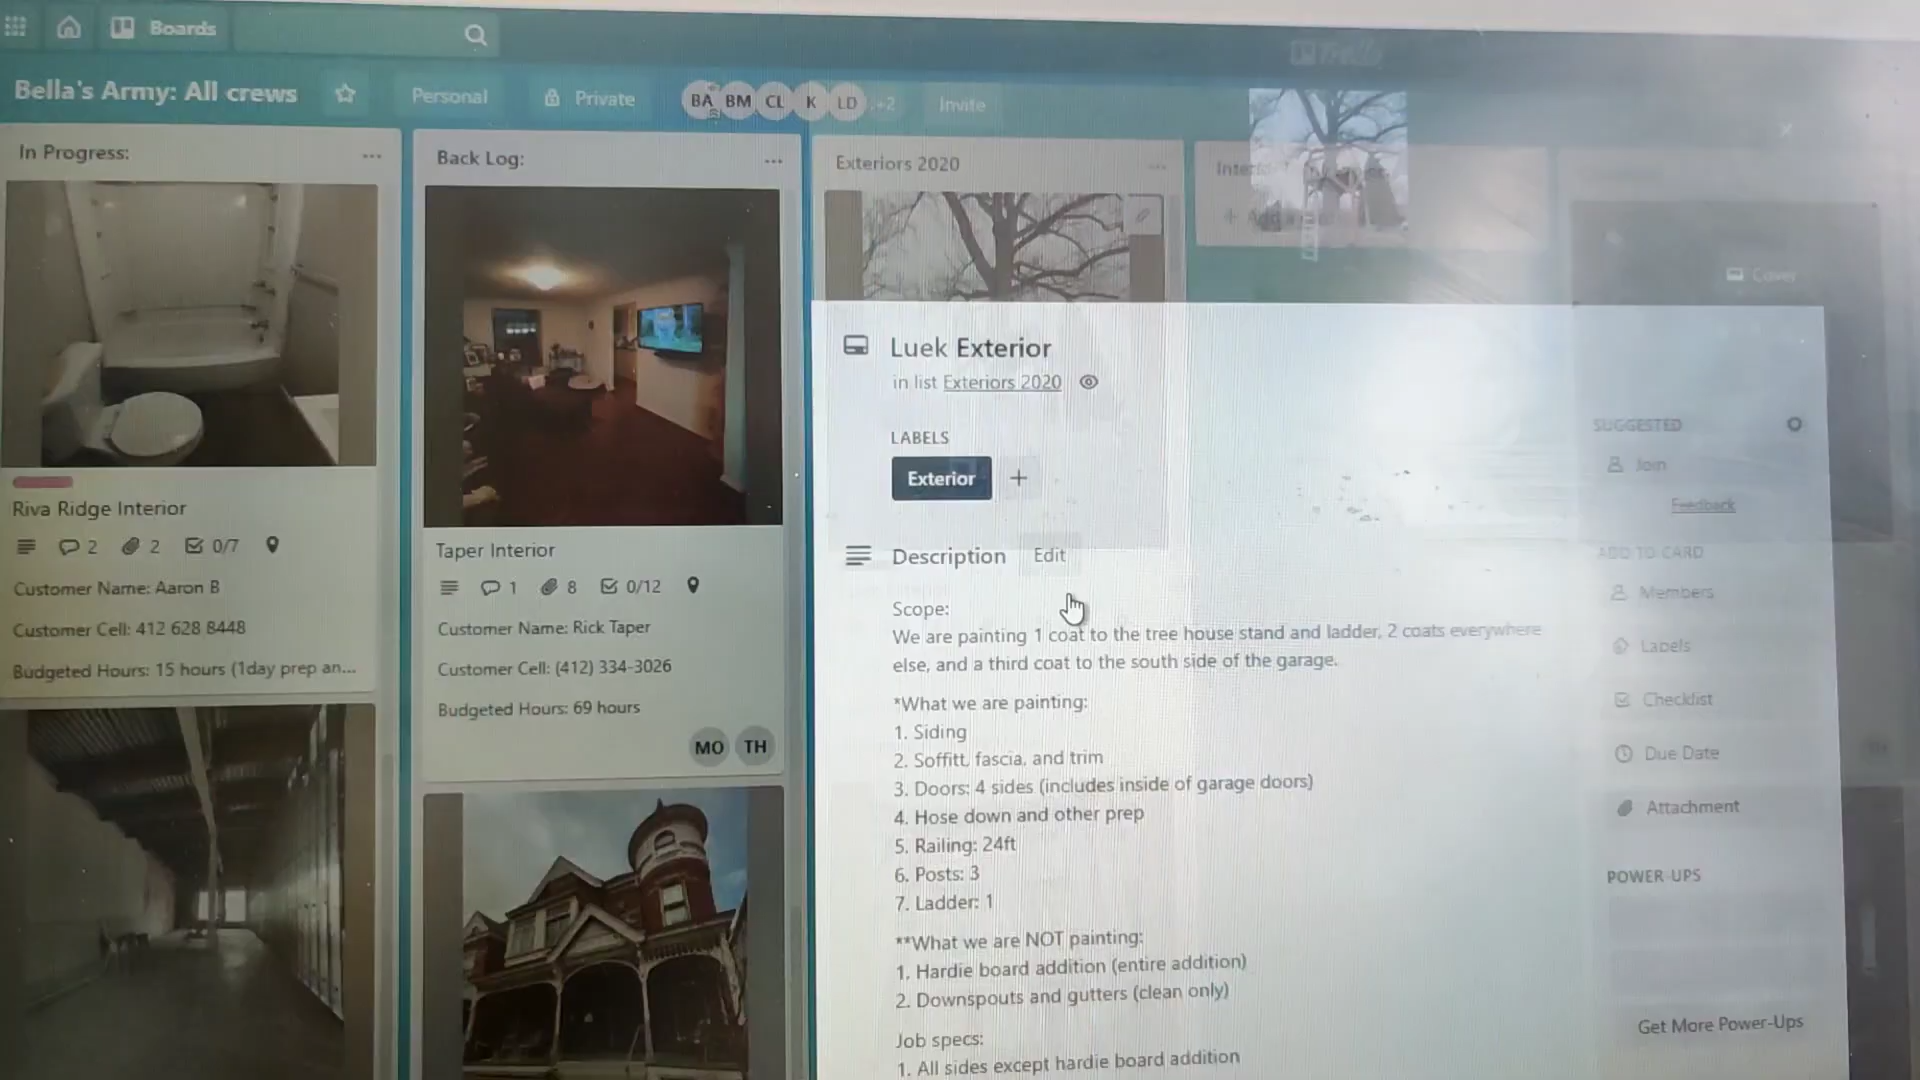 Boards
Bella's Army: All crews
Personal
Private
BA BM CL K LD +2
Invite
In Progress:
Riva Ridge Interior
2 2 0/7
Customer Name: Aaron B
Customer Cell: 412 628 8448
Budgeted Hours: 15 hours (1day prep an...
Back Log:
Taper Interior
1 8 0/12
Customer Name: Rick Taper
Customer Cell: (412) 334-3026
Budgeted Hours: 69 hours
MO TH
Exteriors 2020
Cover
Luek Exterior
in list Exteriors 2020
LABELS
Exterior +
Description Edit
Scope:
We are painting 1 coat to the tree house stand and ladder, 2 coats everywhere
else, and a third coat to the south side of the garage.
*What we are painting:
1. Siding
2. Soffitt, fascia, and trim
3. Doors: 4 sides (includes inside of garage doors)
4. Hose down and other prep
5. Railing: 24ft
6. Posts: 3
7. Ladder: 1
**What we are NOT painting:
1. Hardie board addition (entire addition)
2. Downspouts and gutters (clean only)
Job specs:
1. All sides except hardie board addition
SUGGESTED
Join
Feedback
ADD TO CARD
Members
Labels
Checklist
Due Date
Attachment
POWER-UPS
Get More Power-Ups